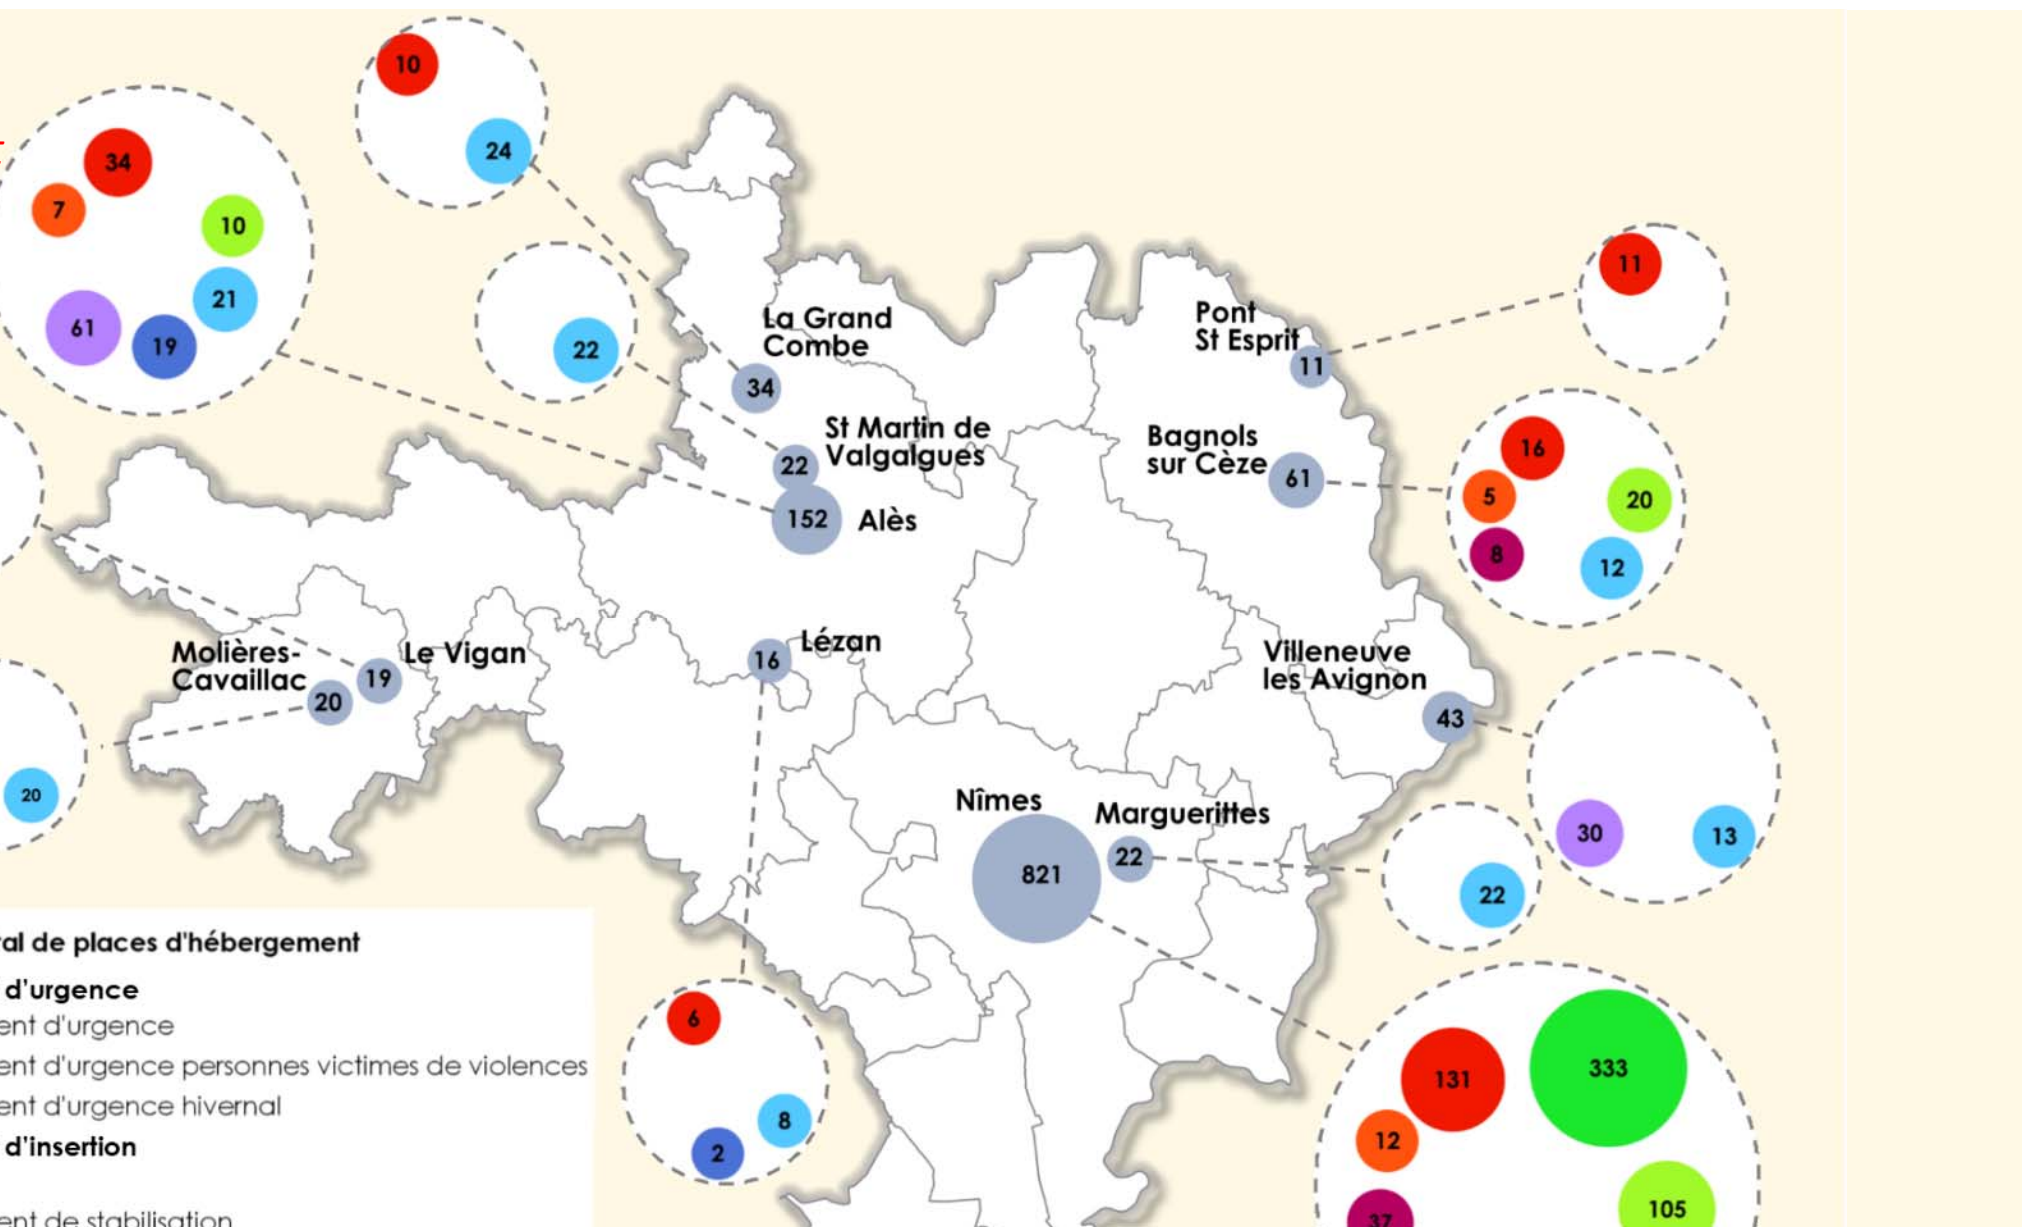 10
24
34
7
10
21
61
19
22
La Grand
Combe
34
St Martin de
Valgalgues
22
152
Alès
Pont
St Esprit
11
11
Bagnols
sur Cèze
61
16
5
20
8
12
Molières-
Cavaillac
Le Vigan
19
20
20
Lézan
16
Villeneuve
les Avignon
43
30
13
Nîmes
821
Marguerittes
22
22
d'urgence
ent d'urgence
ent d'urgence personnes victimes de violences
ent d'urgence hivernal
d'insertion
ent de stabilisation
al de places d'hébergement
6
8
2
131
333
12
105
37